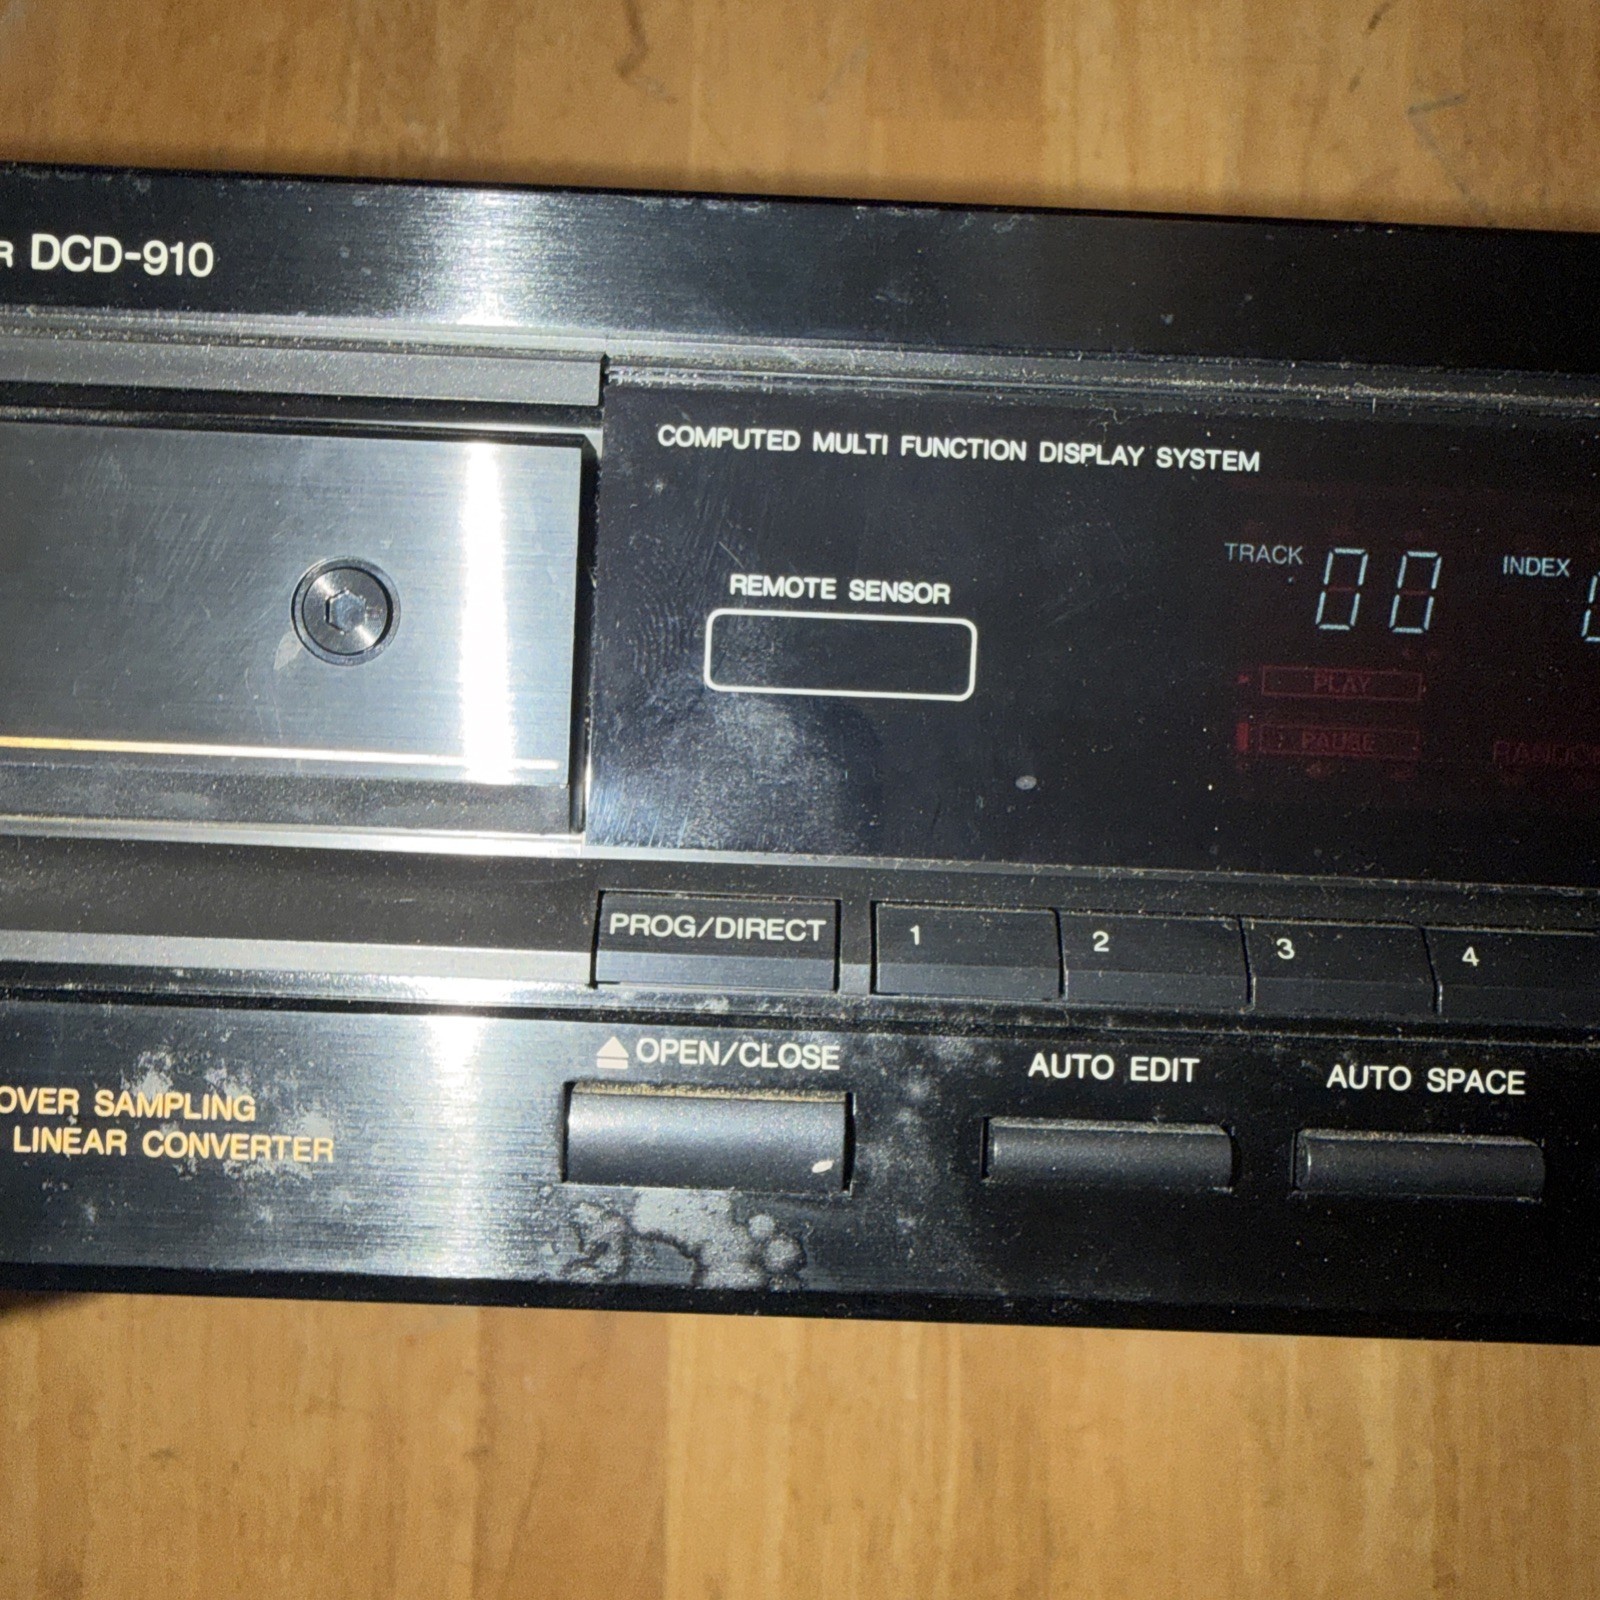 R DCD-910
COMPUTED MULTI FUNCTION DISPLAY SYSTEM
REMOTE SENSOR
TRACK 00 INDEX
PLAY
PAUSE
PROG/DIRECT 1 2 3 4
OPEN/CLOSE AUTO EDIT AUTO SPACE
OVER SAMPLING
LINEAR CONVERTER